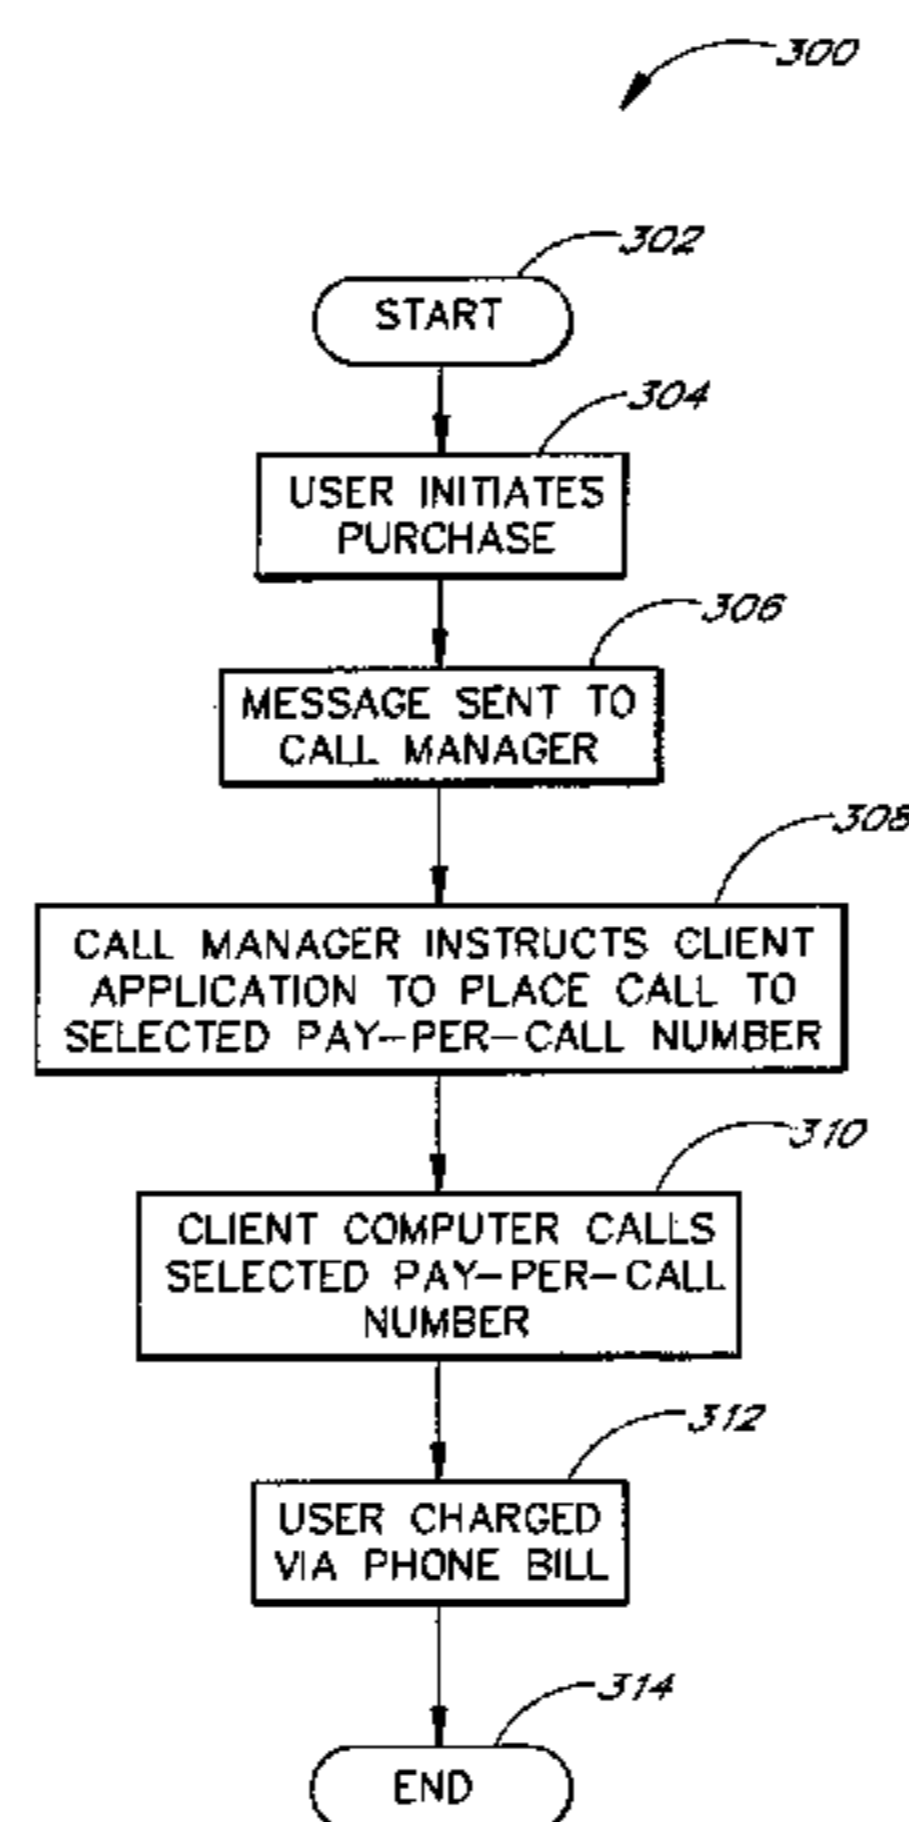 300
302
START
304
USER INITIATES
PURCHASE
306
MESSAGE SENT TO
CALL MANAGER
308
CALL MANAGER INSTRUCTS CLIENT
APPLICATION TO PLACE CALL TO
SELECTED PAY-PER-CALL NUMBER
310
CLIENT COMPUTER CALLS
SELECTED PAY-PER-CALL
NUMBER
312
USER CHARGED
VIA PHONE BILL
314
END